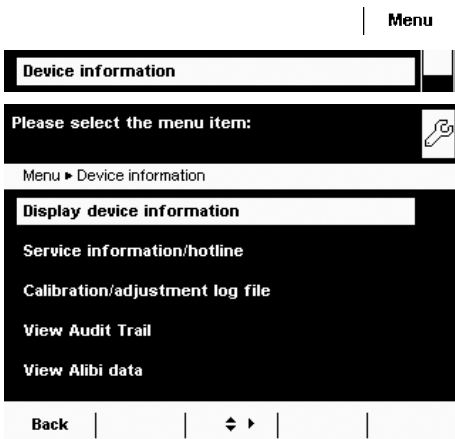 Menu
Device information
Please select the menu item:
Menu ▸ Device information
Display device information
Service information/hotline
Calibration/adjustment log file
View Audit Trail
View Alibi data
Back